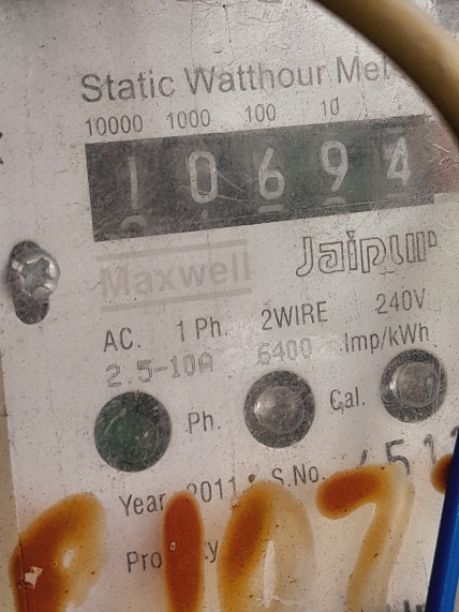 Static Watthour Met
10000 1000 100 10
10694
Maxwell Jaipur
AC. 1 Ph. 2WIRE 240V
2.5-10A 6400 Imp/kWh
Ph. Cal.
Year 2011 S.No.